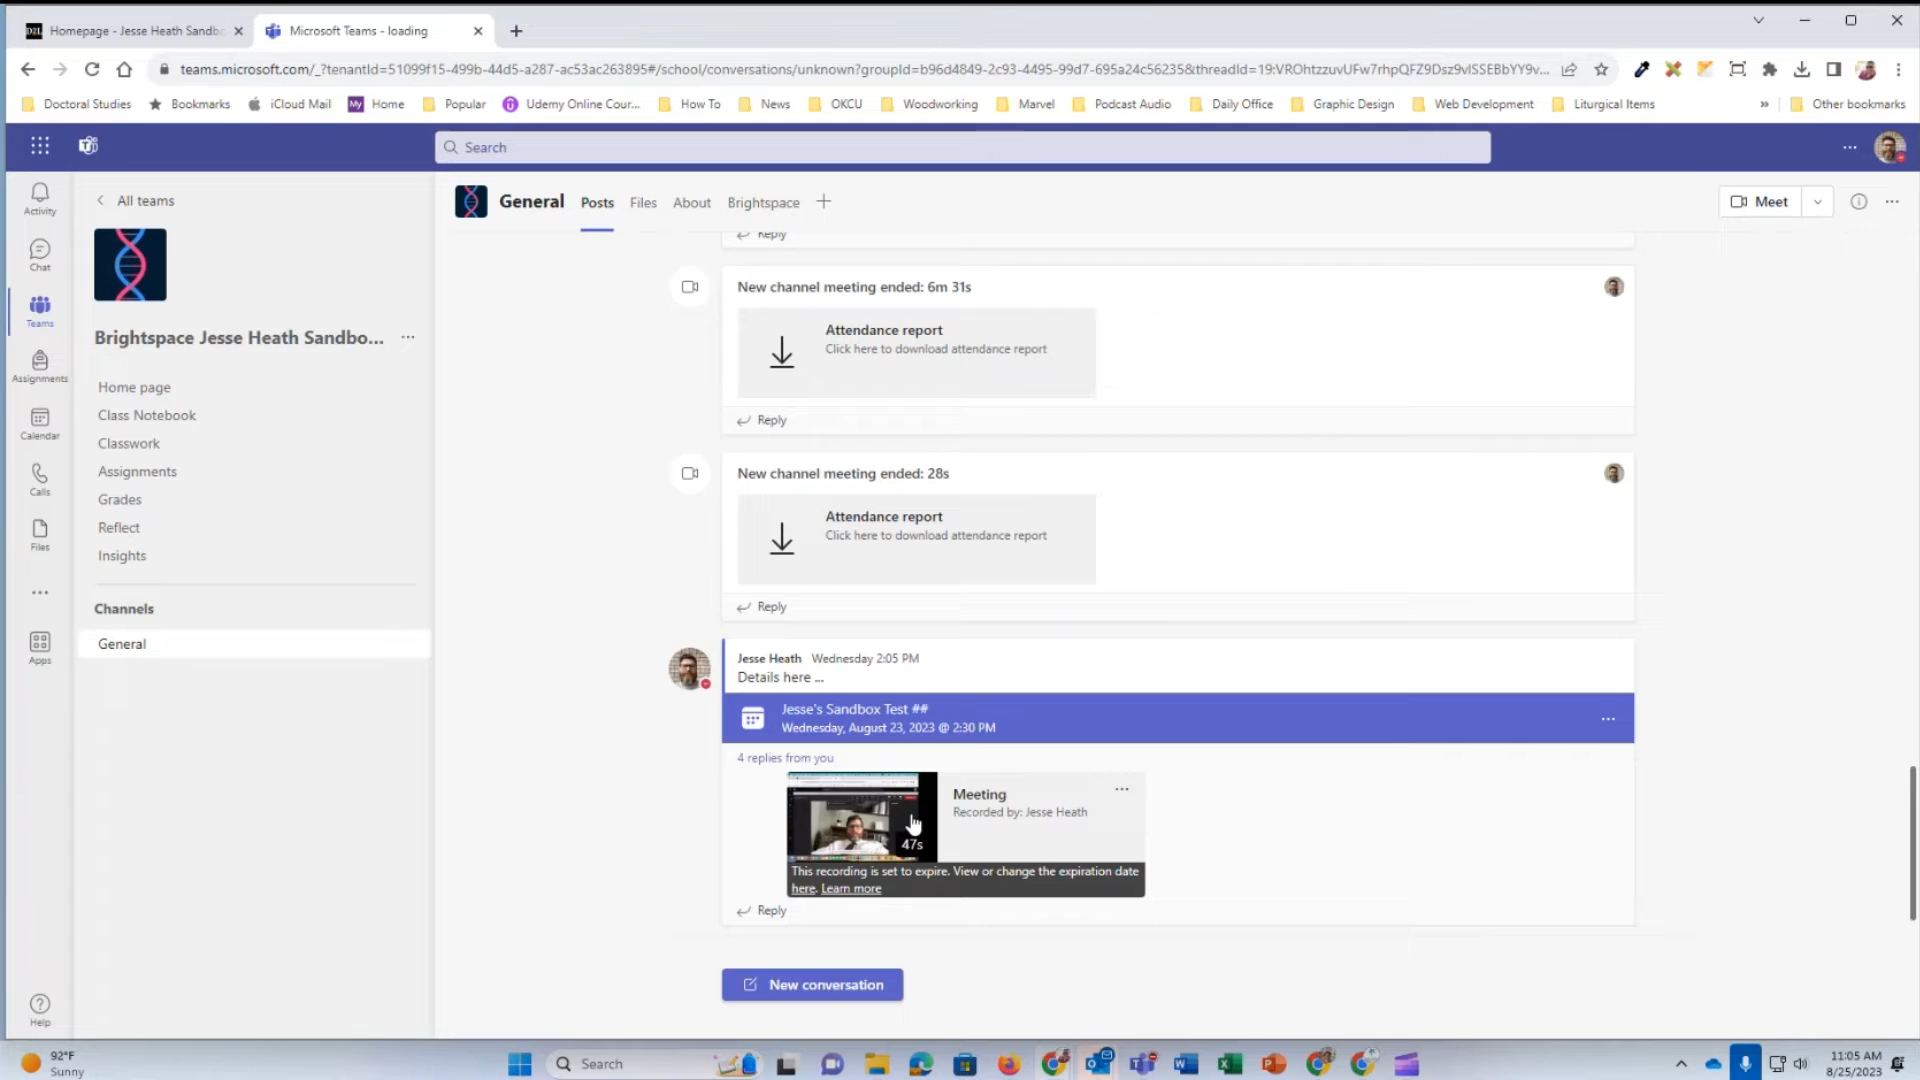 D2L Homepage - Jesse Heath Sandbo
Microsoft Teams - loading
teams.microsoft.com/_?tenantId=51099f15-499b-44d5-a287-ac53ac263895#/school/conversations/unknown?groupId=b96d4849-2c93-4495-99d7-695a24c56235&threadId=19:VROhtzzuvUFw7rhpQFZ9Dsz9vISSEBbYY9v...
Doctoral Studies Bookmarks iCloud Mail My Home Popular Udemy Online Cour... How To News OKCU Woodworking Marvel Podcast Audio Daily Office Graphic Design Web Development Liturgical Items » Other bookmarks
Search
Activity
Chat
Teams
Assignments
Calendar
Calls
Files
Apps
Help
All teams
Brightspace Jesse Heath Sandbo...
Home page
Class Notebook
Classwork
Assignments
Grades
Reflect
Insights
Channels
General
General Posts Files About Brightspace
Meet
Reply
New channel meeting ended: 6m 31s
Attendance report
Click here to download attendance report
Reply
New channel meeting ended: 28s
Attendance report
Click here to download attendance report
Reply
Jesse Heath Wednesday 2:05 PM
Details here ...
Jesse's Sandbox Test ##
Wednesday, August 23, 2023 @ 2:30 PM
4 replies from you
47s
Meeting
Recorded by: Jesse Heath
This recording is set to expire. View or change the expiration date
here. Learn more
Reply
New conversation
92°F
Sunny
Search
11:05 AM
8/25/2023